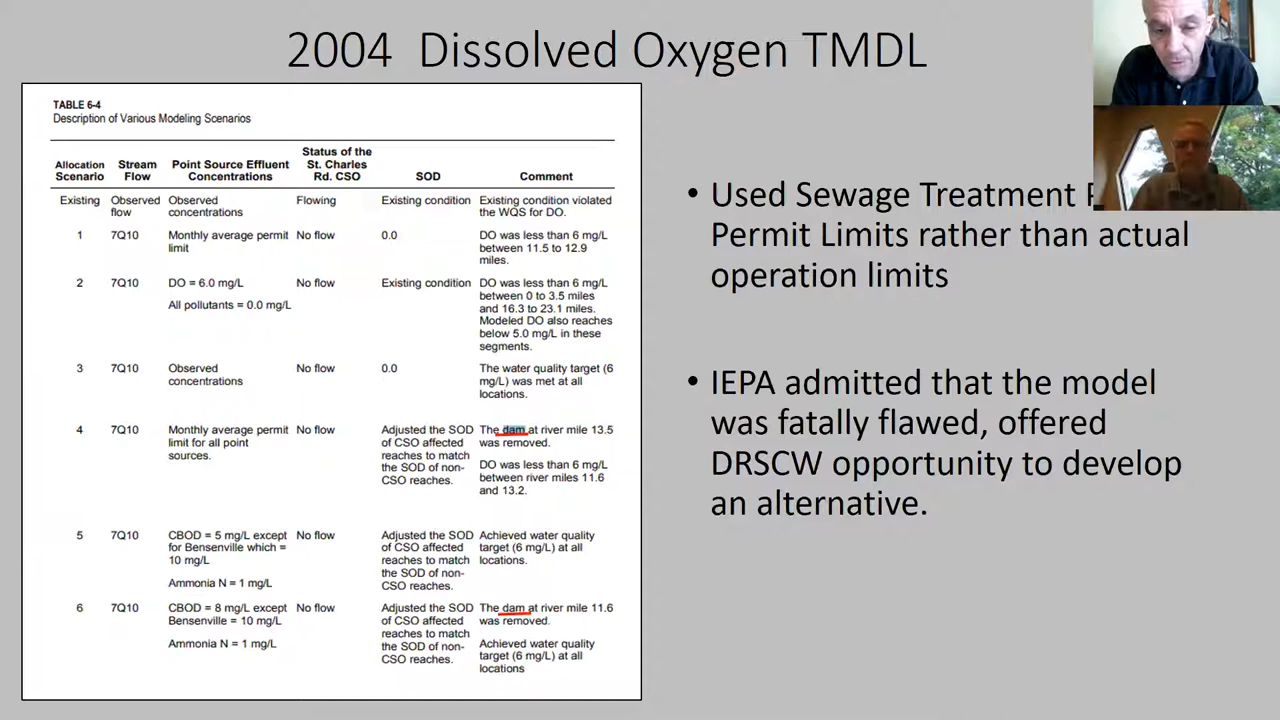 2004 Dissolved Oxygen TMDL
TABLE 6-4
Description of Various Modeling Scenarios
Allocation Scenario Stream Flow Point Source Effluent Concentrations Status of the St. Charles Rd. CSO SOD Comment
Existing Observed flow Observed concentrations Flowing Existing condition Existing condition violated the WQS for DO.
1 7Q10 Monthly average permit limit No flow 0.0 DO was less than 6 mg/L between 11.5 to 12.9 miles.
2 7Q10 DO = 6.0 mg/L All pollutants = 0.0 mg/L No flow Existing condition DO was less than 6 mg/L between 0 to 3.5 miles and 16.3 to 23.1 miles. Modeled DO also reaches below 5.0 mg/L in these segments.
3 7Q10 Observed concentrations No flow 0.0 The water quality target (6 mg/L) was met at all locations.
4 7Q10 Monthly average permit limit for all point sources. No flow Adjusted the SOD of CSO affected reaches to match the SOD of non-CSO reaches. The dam at river mile 13.5 was removed. DO was less than 6 mg/L between river miles 11.6 and 13.2.
5 7Q10 CBOD = 5 mg/L except for Bensenville which = 10 mg/L Ammonia N = 1 mg/L No flow Adjusted the SOD of CSO affected reaches to match the SOD of non-CSO reaches. Achieved water quality target (6 mg/L) at all locations.
6 7Q10 CBOD = 8 mg/L except Bensenville = 10 mg/L Ammonia N = 1 mg/L No flow Adjusted the SOD of CSO affected reaches to match the SOD of non-CSO reaches. The dam at river mile 11.6 was removed. Achieved water quality target (6 mg/L) at all locations
• Used Sewage Treatment
Permit Limits rather than actual
operation limits
• IEPA admitted that the model
was fatally flawed, offered
DRSCW opportunity to develop
an alternative.